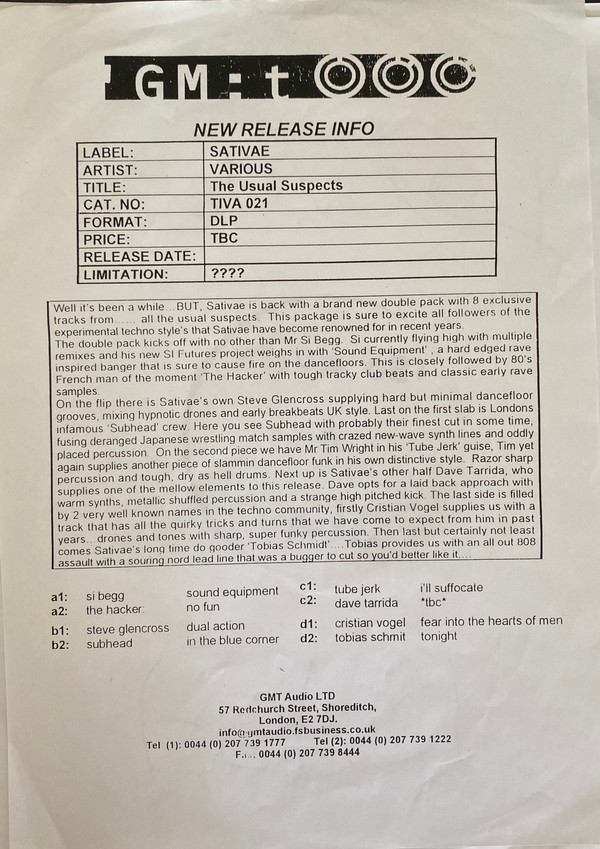 GM:t
NEW RELEASE INFO
LABEL: SATIVAE
ARTIST: VARIOUS
TITLE: The Usual Suspects
CAT. NO: TIVA 021
FORMAT: DLP
PRICE: TBC
RELEASE DATE:
LIMITATION: ????
Well it's been a while...BUT, Sativae is back with a brand new double pack with 8 exclusive
tracks from...... all the usual suspects. This package is sure to excite all followers of the
experimental techno style's that Sativae have become renowned for in recent years.
The double pack kicks off with no other than Mr Si Begg. Si currently flying high with multiple
remixes and his new SI Futures project weighs in with 'Sound Equipment' , a hard edged rave
inspired banger that is sure to cause fire on the dancefloors. This is closely followed by 80's
French man of the moment 'The Hacker' with tough tracky club beats and classic early rave
samples.
On the flip there is Sativae's own Steve Glencross supplying hard but minimal dancefloor
grooves, mixing hypnotic drones and early breakbeats UK style. Last on the first slab is Londons
infamous 'Subhead' crew. Here you see Subhead with probably their finest cut in some time,
fusing deranged Japanese wrestling match samples with crazed new-wave synth lines and oddly
placed percussion. On the second piece we have Mr Tim Wright in his 'Tube Jerk' guise, Tim yet
again supplies another piece of slammin dancefloor funk in his own distinctive style. Razor sharp
percussion and tough, dry as hell drums. Next up is Sativae's other half Dave Tarrida, who
supplies one of the mellow elements to this release. Dave opts for a laid back approach with
warm synths, metallic shuffled percussion and a strange high pitched kick. The last side is filled
by 2 very well known names in the techno community, firstly Cristian Vogel supplies us with a
track that has all the quirky tricks and turns that we have come to expect from him in past
years...drones and tones with sharp, super funky percussion. Then last but certainly not least
comes Sativae's long time do gooder 'Tobias Schmidt'....Tobias provides us with an all out 808
assault with a souring nord lead line that was a bugger to cut so you'd better like it....
a1: si begg sound equipment c1: tube jerk i'll suffocate
a2: the hacker: no fun c2: dave tarrida *tbc*
b1: steve glencross dual action d1: cristian vogel fear into the hearts of men
b2: subhead in the blue corner d2: tobias schmit tonight
GMT Audio LTD
57 Redchurch Street, Shoreditch,
London, E2 7DJ.
info@gmtaudio.fsbusiness.co.uk
Tel (1): 0044 (0) 207 739 1777 Tel (2): 0044 (0) 207 739 1222
0044 (0) 207 739 8444